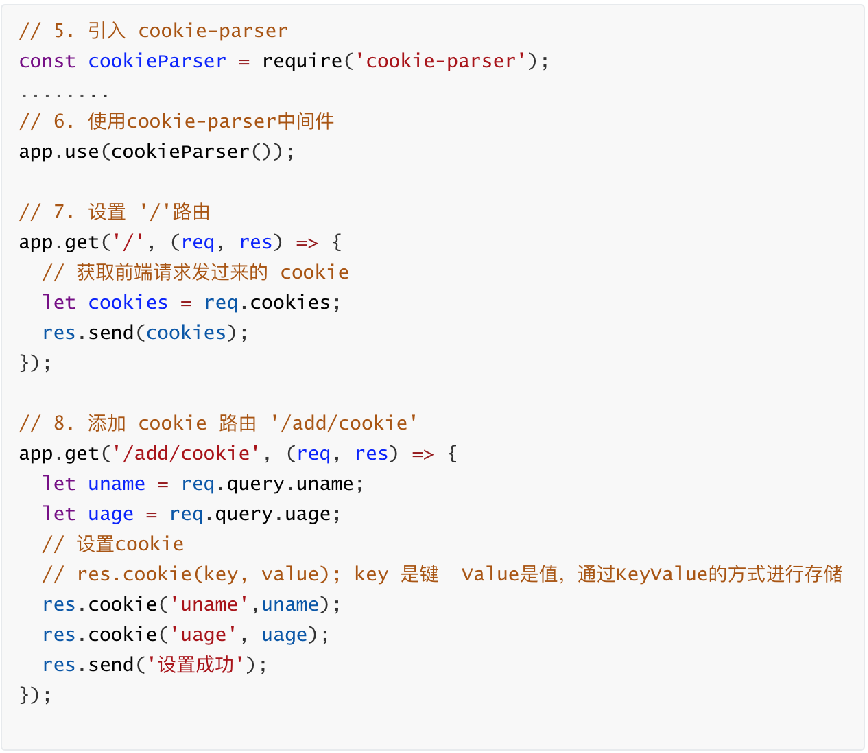 // 5. 引入 cookie-parser
const cookieParser = require('cookie-parser');
........
// 6. 使用cookie-parser中间件
app.use(cookieParser());
// 7. 设置 '/'路由
app.get('/', (req, res) => {
  // 获取前端请求发过来的 cookie
  let cookies = req.cookies;
  res.send(cookies);
});
// 8. 添加 cookie 路由 '/add/cookie'
app.get('/add/cookie', (req, res) => {
  let uname = req.query.uname;
  let uage = req.query.uage;
  // 设置cookie
  // res.cookie(key, value); key 是键  Value是值，通过KeyValue的方式进行存储
  res.cookie('uname',uname);
  res.cookie('uage', uage);
  res.send('设置成功');
});